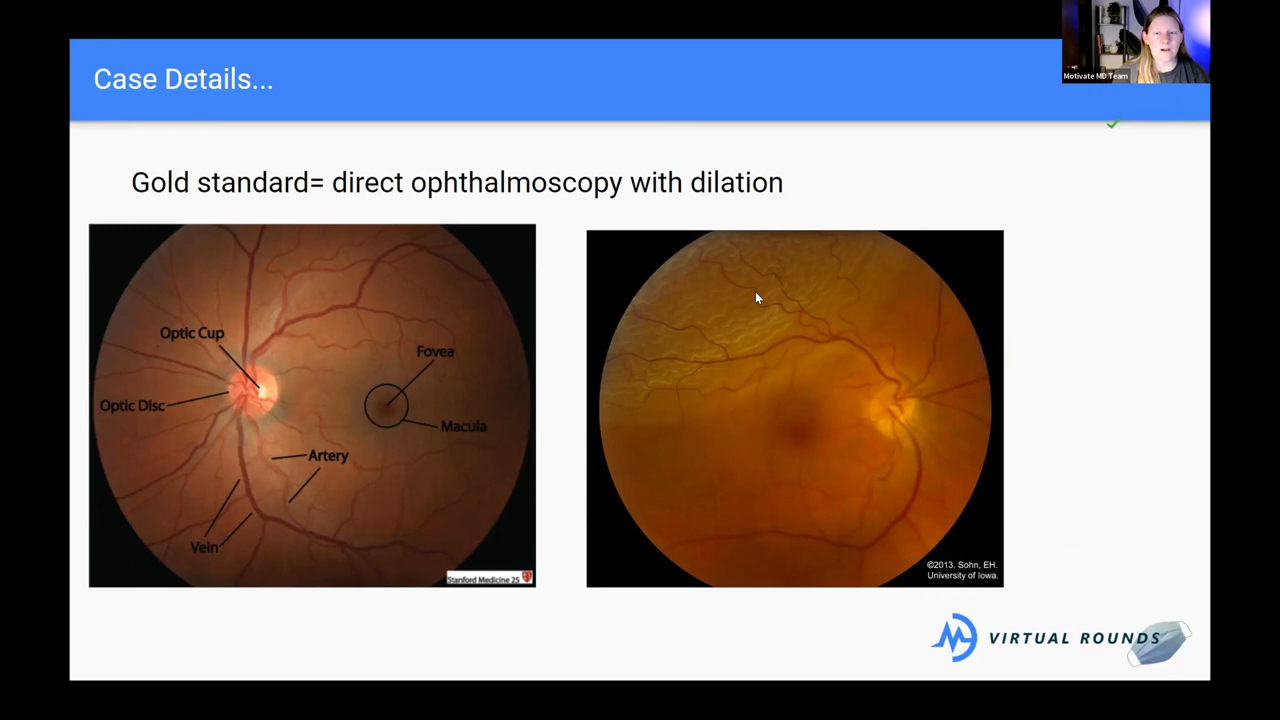 Case Details...
Motivate MD Team
Gold standard= direct ophthalmoscopy with dilation
Optic Cup
Fovea
Optic Disc
Macula
Artery
Vein
Stanford Medicine 25
©2013. Sohn, EH.
University of Iowa.
VIRTUAL ROUNDS